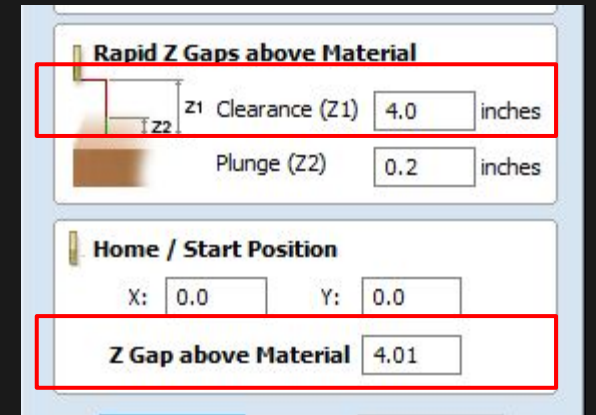 Rapid Z Gaps above Material
Z1 Clearance (Z1) 4.0 inches
Z2
Plunge (Z2) 0.2 inches
Home / Start Position
X: 0.0 Y: 0.0
Z Gap above Material 4.01